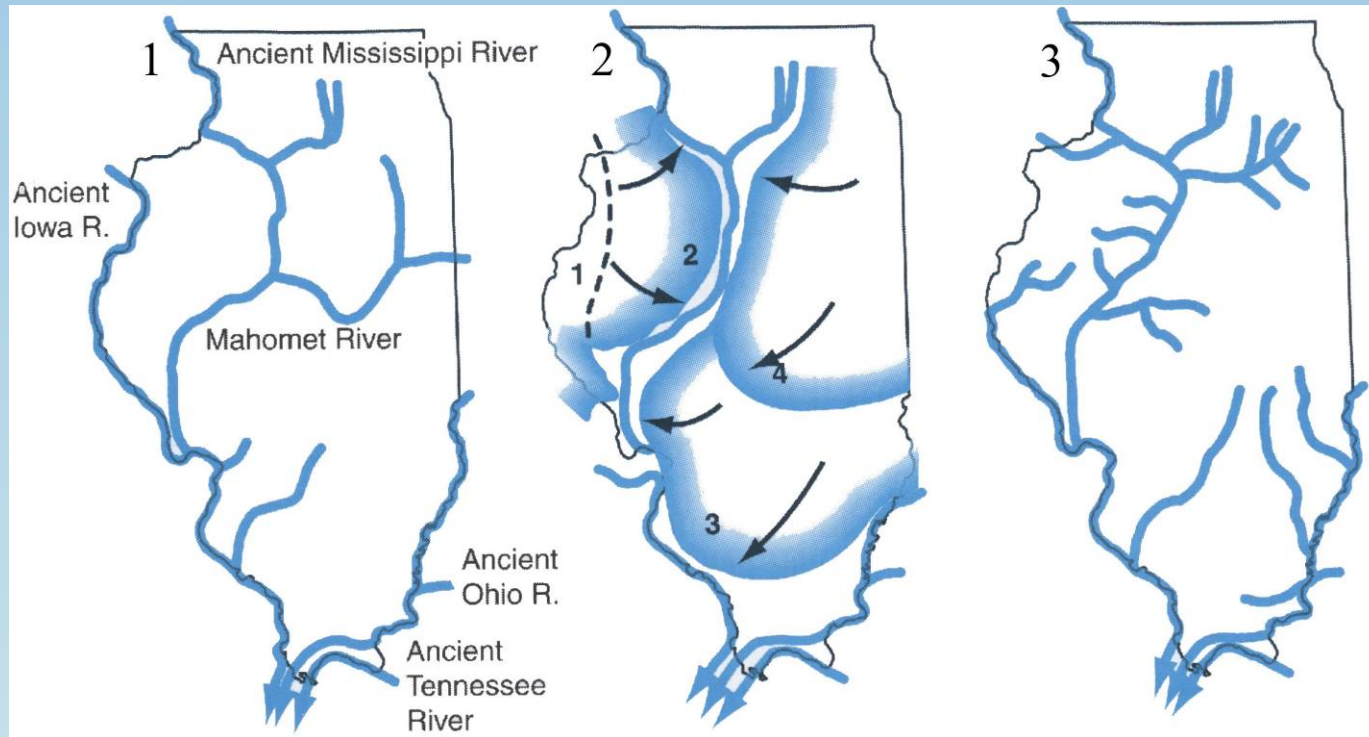 1
Ancient Mississippi River
Ancient
Iowa R.
Mahomet River
Ancient
Ohio R.
Ancient
Tennessee
River
2
1
2
4
3
3